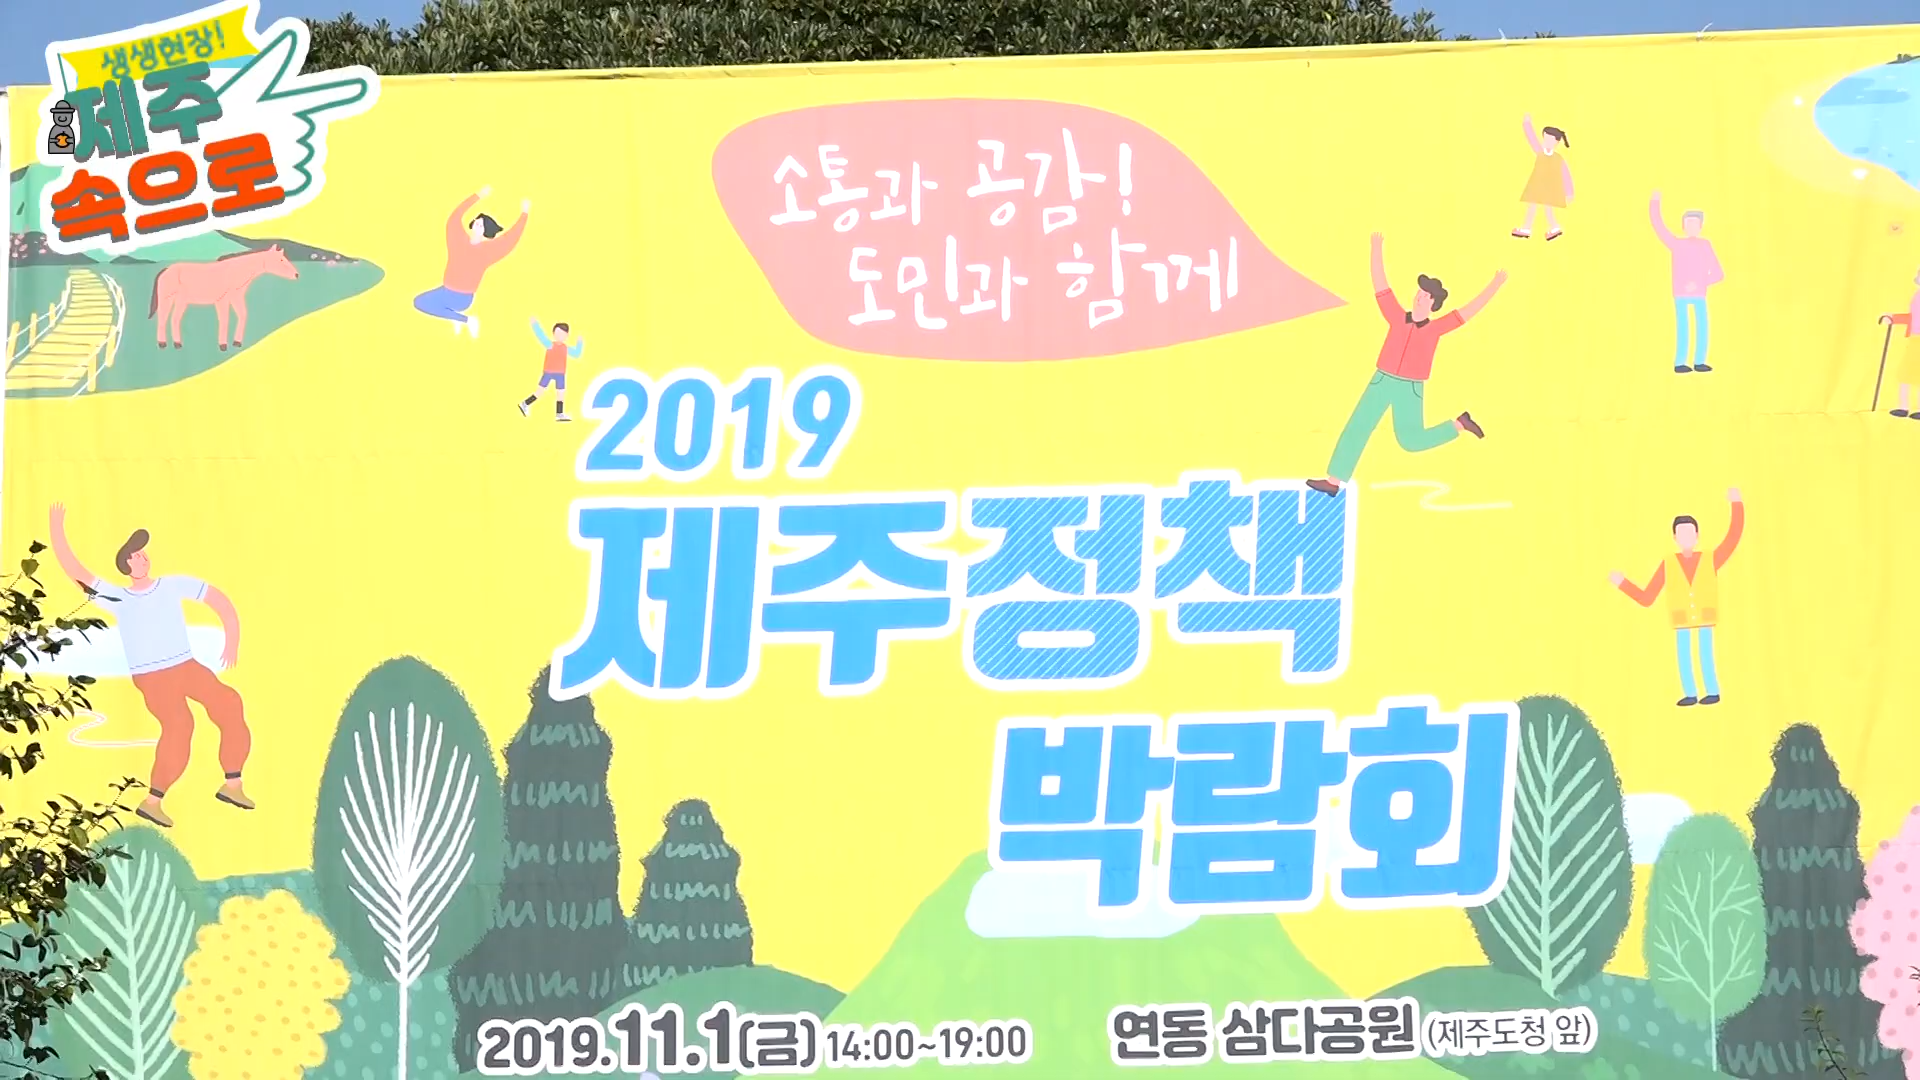 생생현장!
제주
속으로
소통과 공감!
도민과 함께
2019
제주정책
박람회
2019.11.1(금) 14:00~19:00
연동 삼다공원 (제주도청 앞)